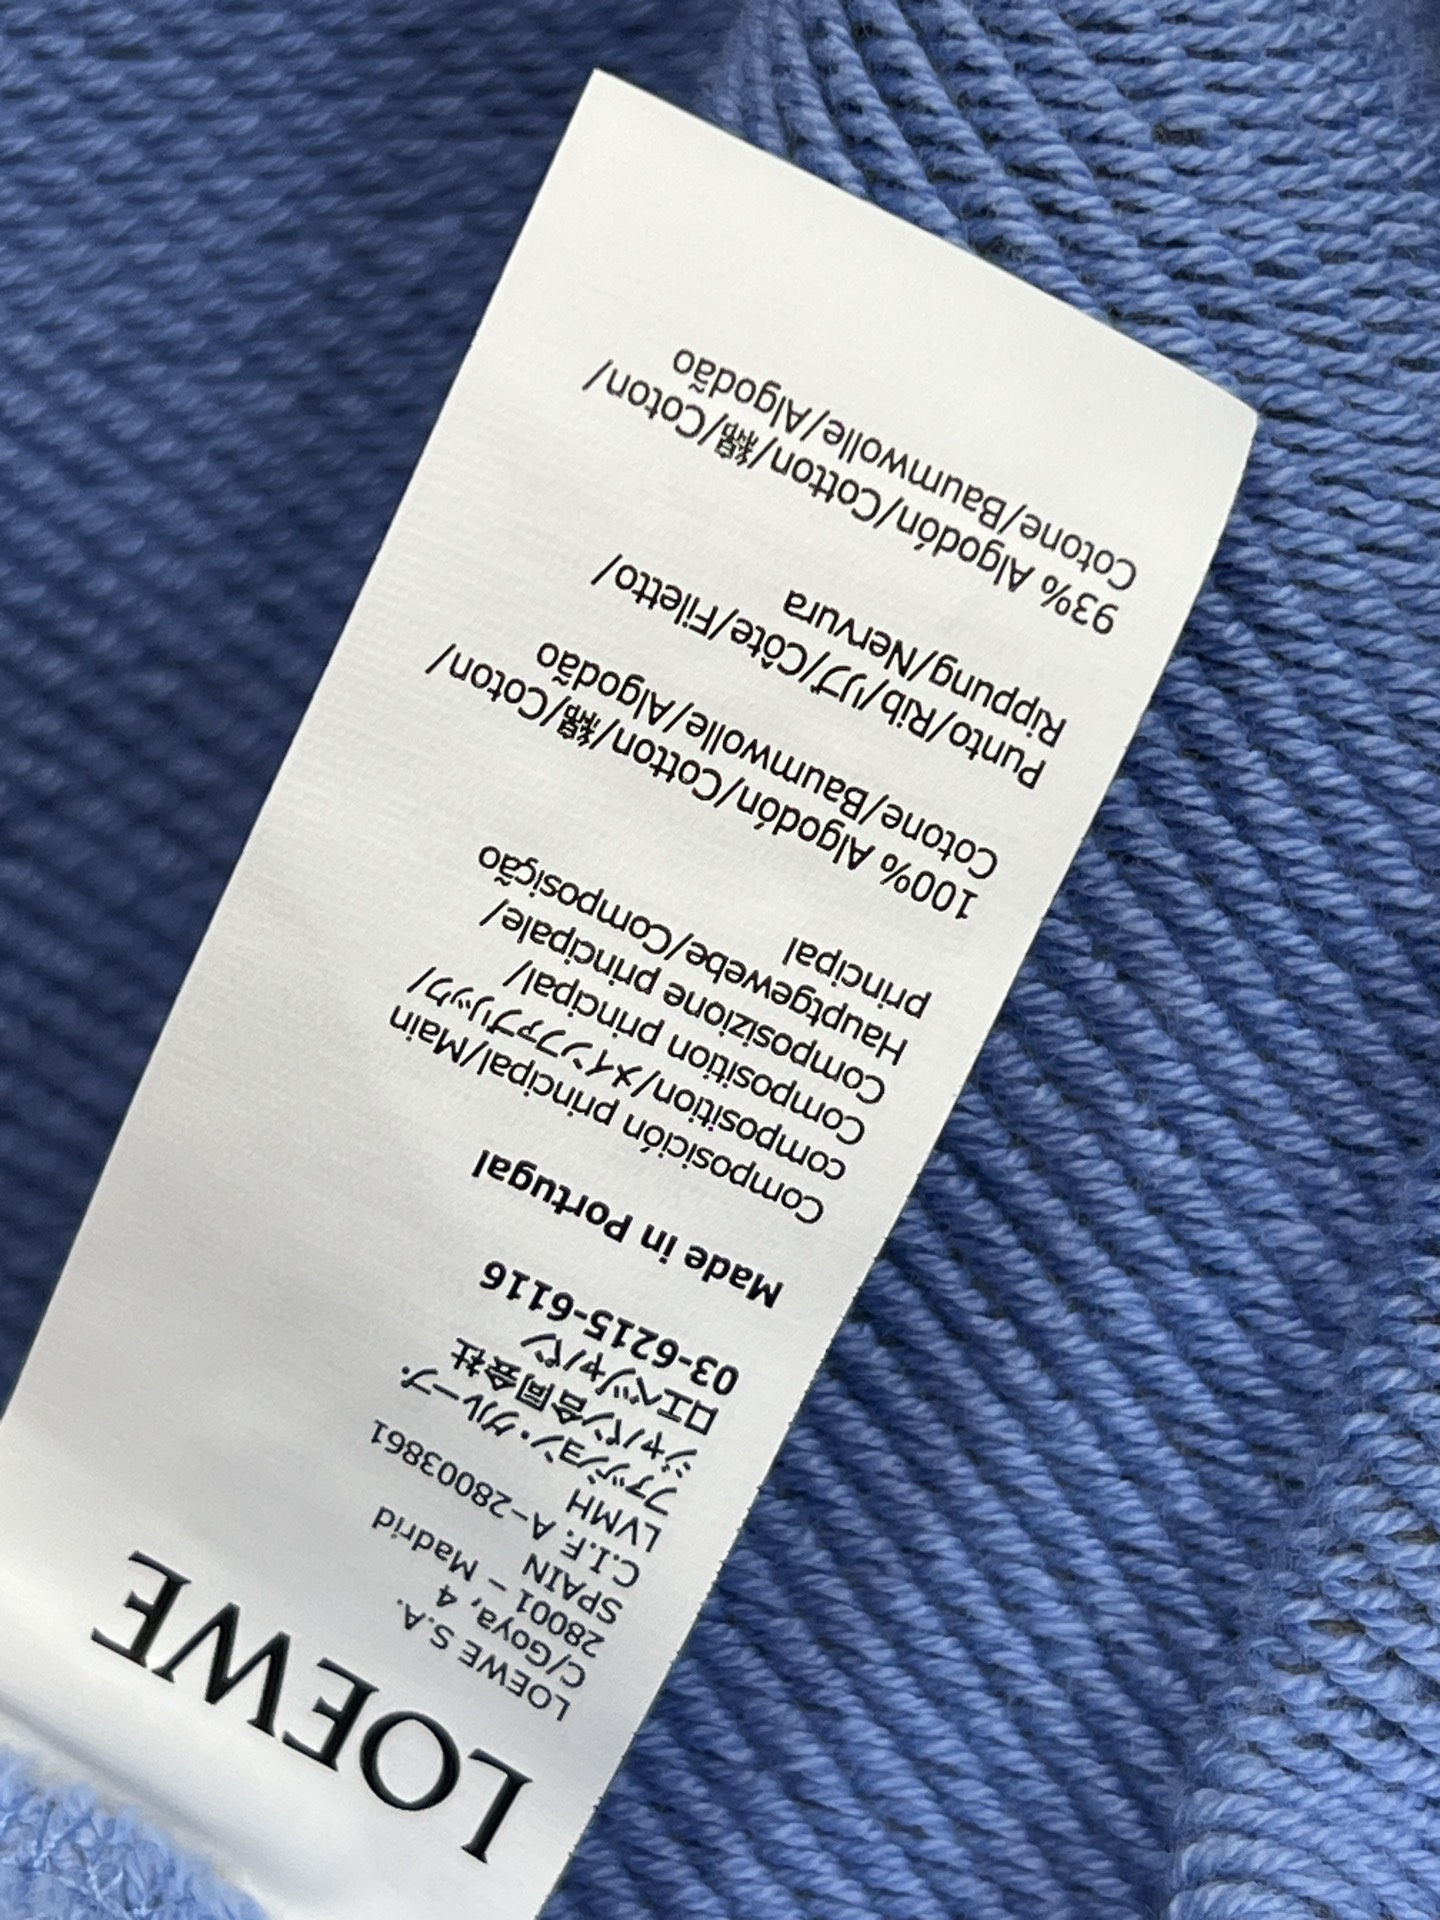 LOEWE
LOEWE S.A.
C/Goya, 4
28001 – Madrid
SPAIN
C.I.F. A-28003861
LVMH
ファッション・グループ・
ジャパン合同会社
ロエベジャパン
03-6215-6116
Made in Portugal
Composición principal/Main
composition/メインファブリック/
Composition principal/
Composizione principale/
Hauptgewebe/Composição
principal
100% Algodón/Cotton/綿/Coton/
Cotone/Baumwolle/Algodão
Punto/Rib/リブ/Côte/Filetto/
Rippung/Nervura
93% Algodón/Cotton/綿/Coton/
Cotone/Baumwolle/Algodão